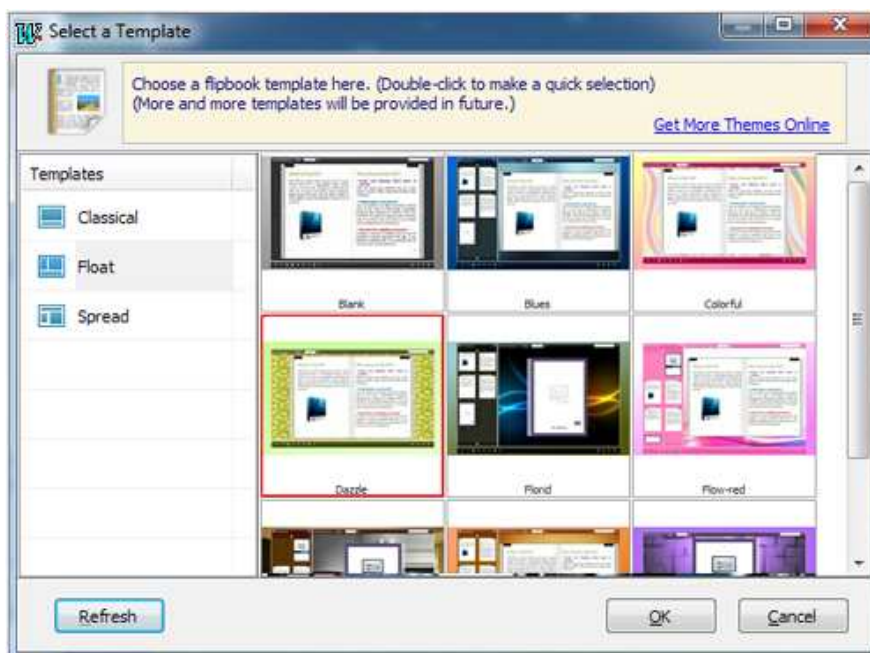 Select a Template
Choose a flipbook template here. (Double-click to make a quick selection)
(More and more templates will be provided in future.)
Get More Themes Online
Templates
Classical
Float
Spread
Blank
Blues
Colorful
Dazzle
Florid
Flow-red
Refresh
OK
Cancel